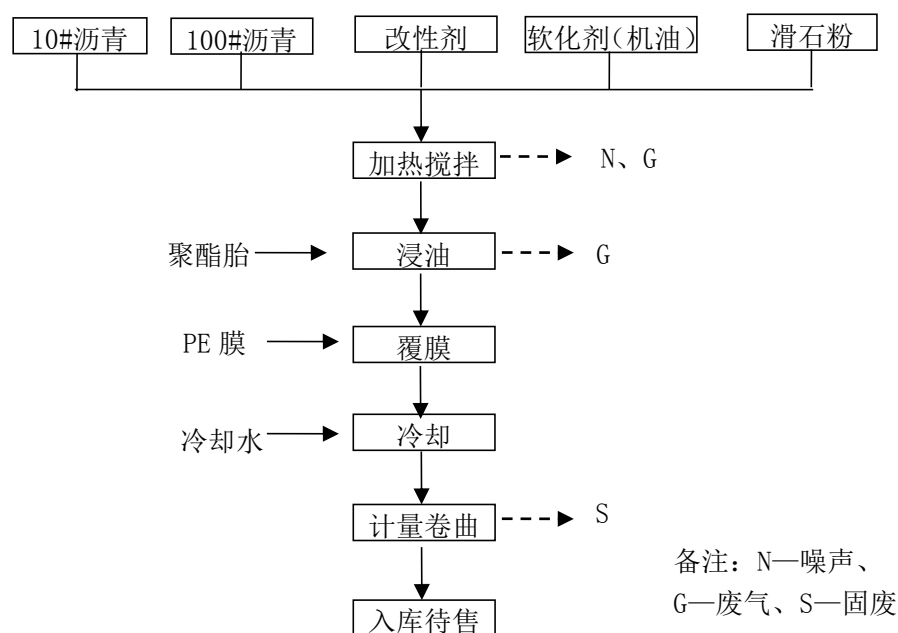 10#沥青
100#沥青
改性剂
软化剂(机油)
滑石粉
加热搅拌
N、G
聚酯胎
浸油
G
PE 膜
覆膜
冷却水
冷却
计量卷曲
S
入库待售
备注：N—噪声、
G—废气、S—固废